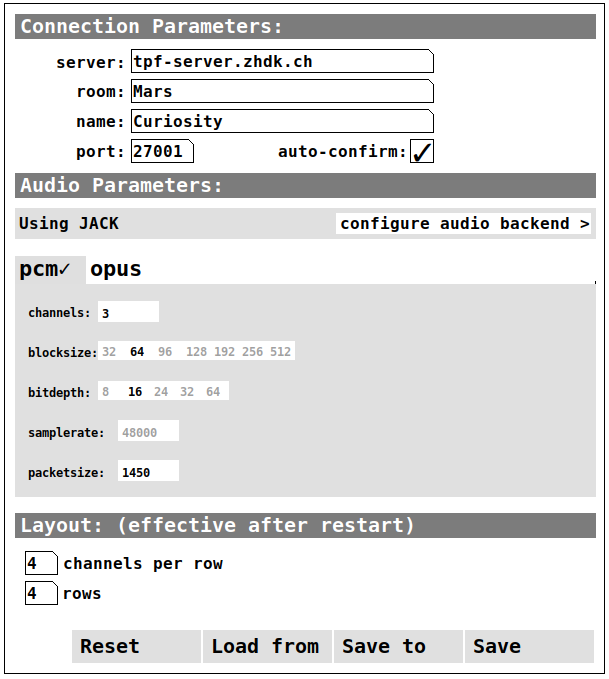 Connection Parameters:
server: tpf-server.zhdk.ch
room: Mars
name: Curiosity
port: 27001 auto-confirm: ✓
Audio Parameters:
Using JACK configure audio backend >
pcm✓ opus
channels: 3
blocksize: 32 64 96 128 192 256 512
bitdepth: 8 16 24 32 64
samplerate: 48000
packetsize: 1450
Layout: (effective after restart)
4 channels per row
4 rows
Reset Load from Save to Save